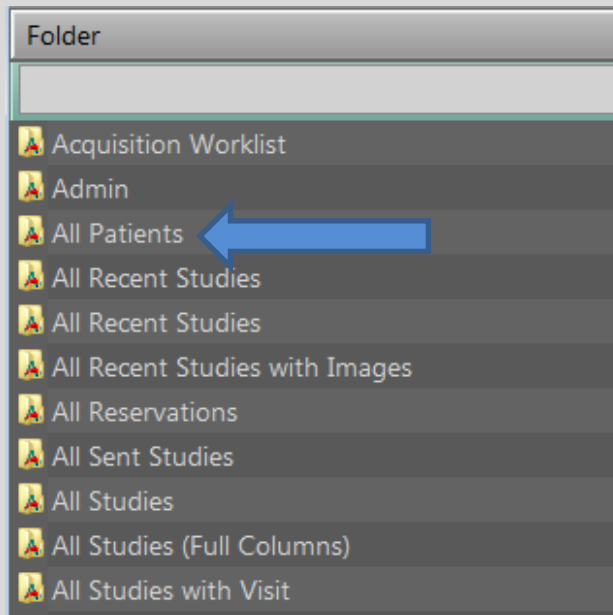 Folder
Acquisition Worklist
Admin
All Patients
All Recent Studies
All Recent Studies
All Recent Studies with Images
All Reservations
All Sent Studies
All Studies
All Studies (Full Columns)
All Studies with Visit